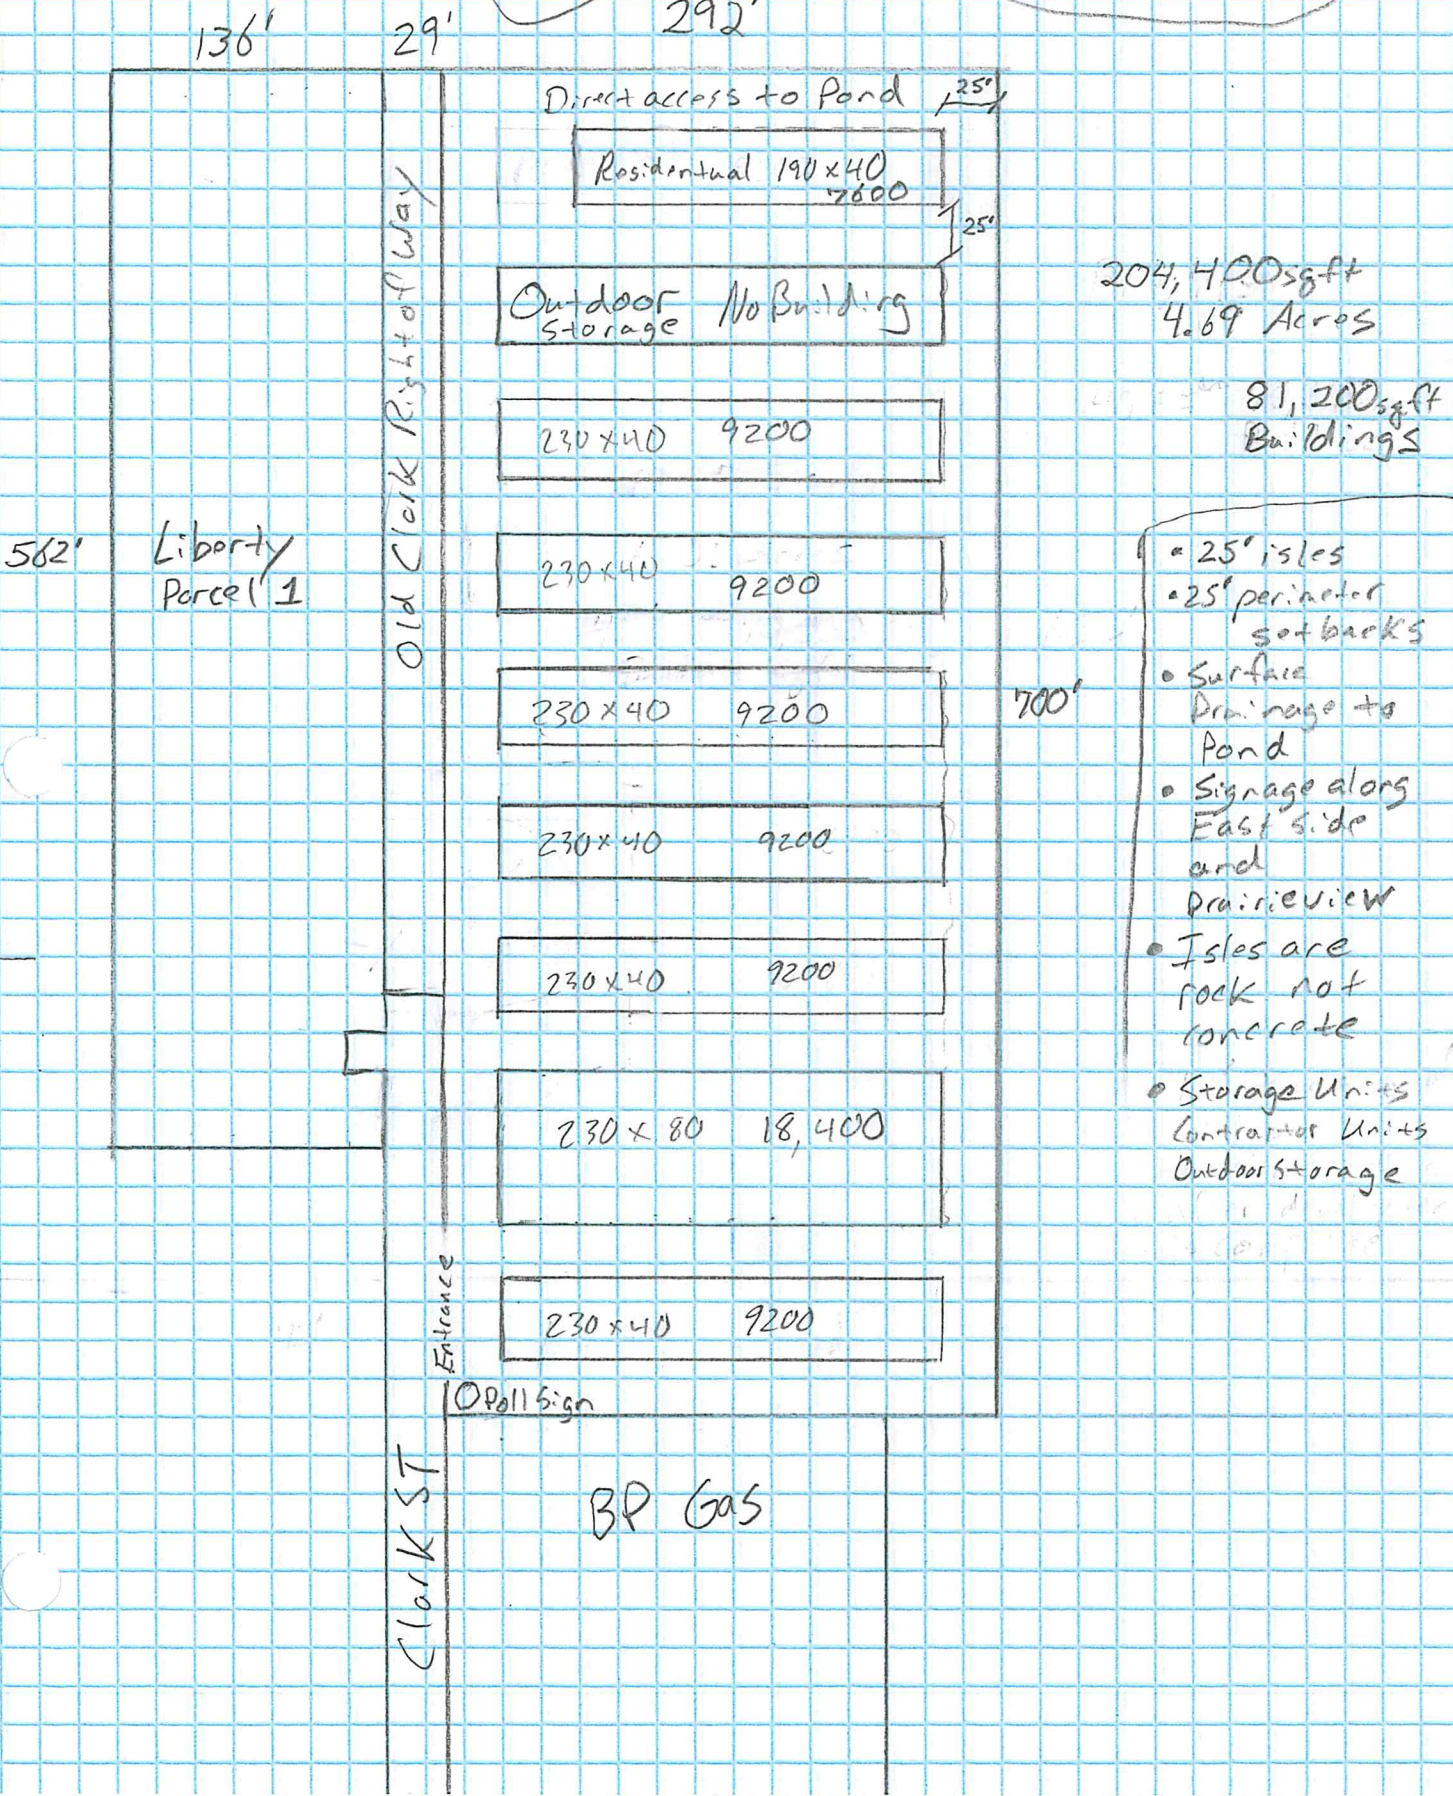 136' 29' 292'
Direct access to Pond 25'
Residentual 190 x 40
7600
25'
Outdoor
Storage
No Building
204,400 sqft
4.69 Acres
81,200 sqft
Buildings
230 x 40 9200
230 x 40 9200
230 x 40 9200
230 x 40 9200
230 x 40 9200
230 x 80 18,400
230 x 40 9200
Old Clark Right of Way
562'
Liberty
Parcel 1
700'
• 25' isles
• 25' perimeter
setbacks
• Surface
Drainage to
Pond
• Signage along
East side
and
Prairieview
• Isles are
rock not
concrete
• Storage Units
Contractor Units
Outdoor Storage
Entrance
O Poll Sign
Clark ST
BP Gas